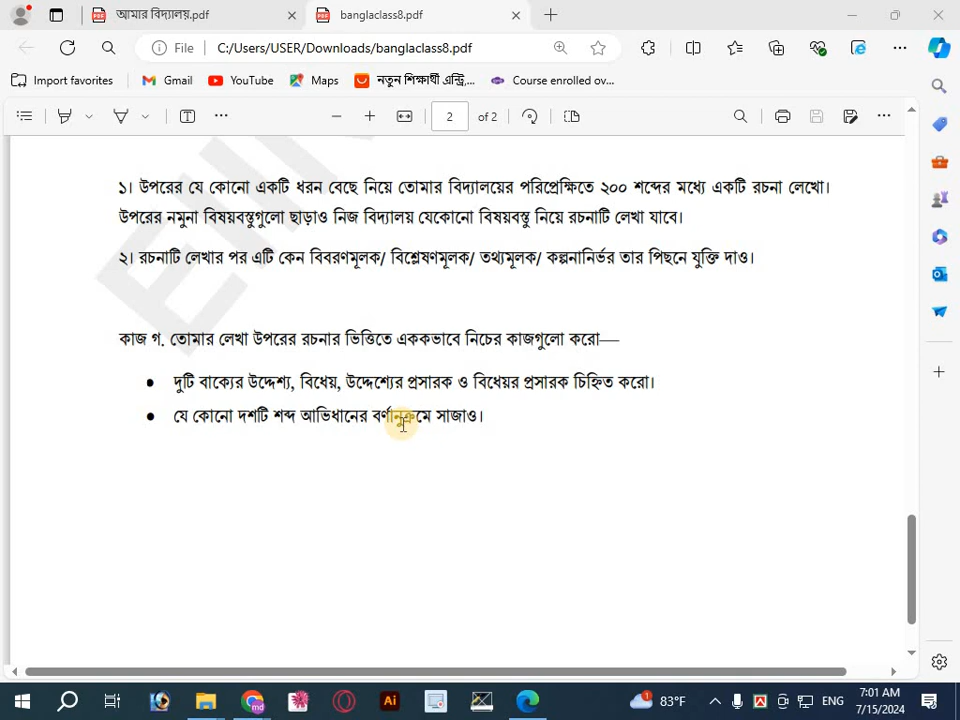 আমার বিদ্যালয়.pdf
banglaclass8.pdf
File
C:/Users/USER/Downloads/banglaclass8.pdf
Import favorites
Gmail
YouTube
Maps
নতুন শিক্ষার্থী এন্ট্রি,...
Course enrolled ov...
2 of 2
১। উপরের যে কোনো একটি ধরন বেছে নিয়ে তোমার বিদ্যালয়ের পরিপ্রেক্ষিতে ২০০ শব্দের মধ্যে একটি রচনা লেখো।
উপরের নমুনা বিষয়বস্তুগুলো ছাড়াও নিজ বিদ্যালয় যেকোনো বিষয়বস্তু নিয়ে রচনাটি লেখা যাবে।
২। রচনাটি লেখার পর এটি কেন বিবরণমূলক/ বিশ্লেষণমূলক/ তথ্যমূলক/ কল্পনানির্ভর তার পিছনে যুক্তি দাও।
কাজ গ. তোমার লেখা উপরের রচনার ভিত্তিতে এককভাবে নিচের কাজগুলো করো—
• দুটি বাক্যের উদ্দেশ্য, বিধেয়, উদ্দেশ্যের প্রসারক ও বিধেয়র প্রসারক চিহ্নিত করো।
• যে কোনো দশটি শব্দ আভিধানের বর্ণানুক্রমে সাজাও।
83°F
ENG
7:01 AM
7/15/2024